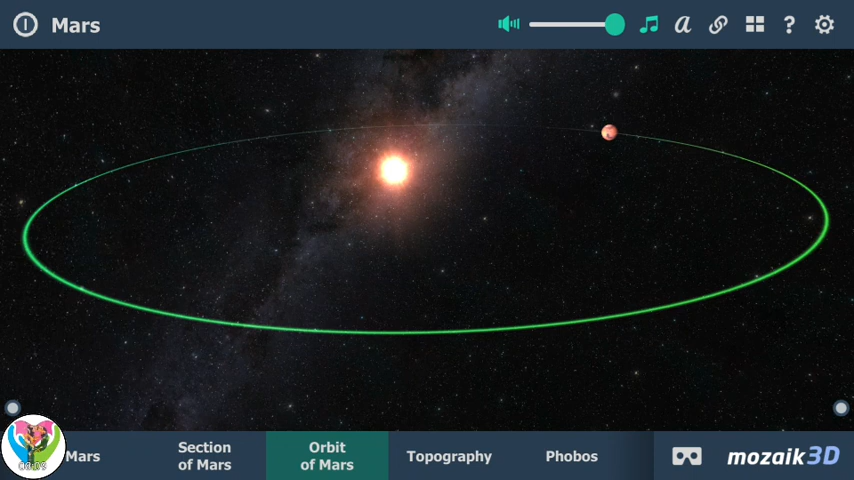 Mars
a
?
Mars
Section
of Mars
Orbit
of Mars
Topography
Phobos
mozaik3D